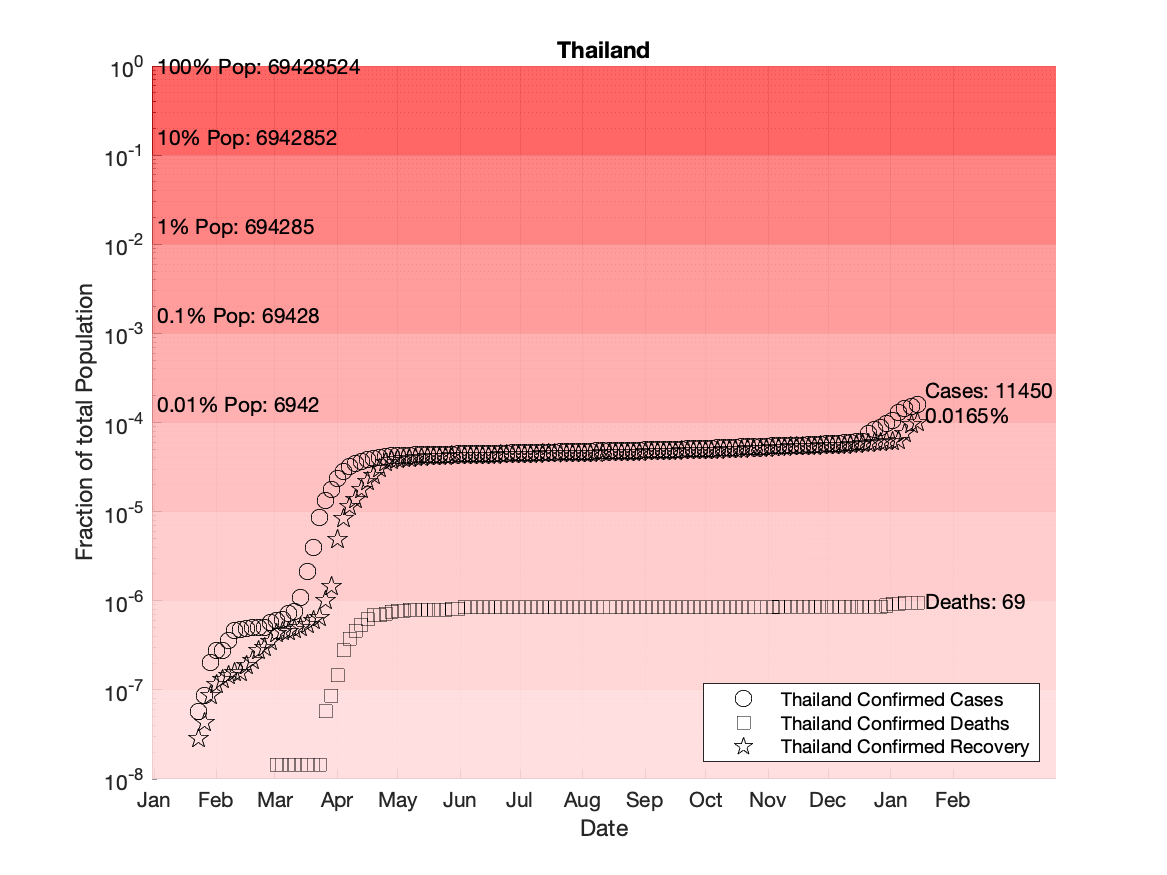 Thailand
10^0
100% Pop: 69428524
10% Pop: 6942852
10^-1
1% Pop: 694285
10^-2
0.1% Pop: 69428
10^-3
0.01% Pop: 6942
10^-4
Cases: 11450
0.0165%
10^-5
10^-6
Deaths: 69
10^-7
10^-8
Fraction of total Population
Thailand Confirmed Cases
Thailand Confirmed Deaths
Thailand Confirmed Recovery
Jan Feb Mar Apr May Jun Jul Aug Sep Oct Nov Dec Jan Feb
Date